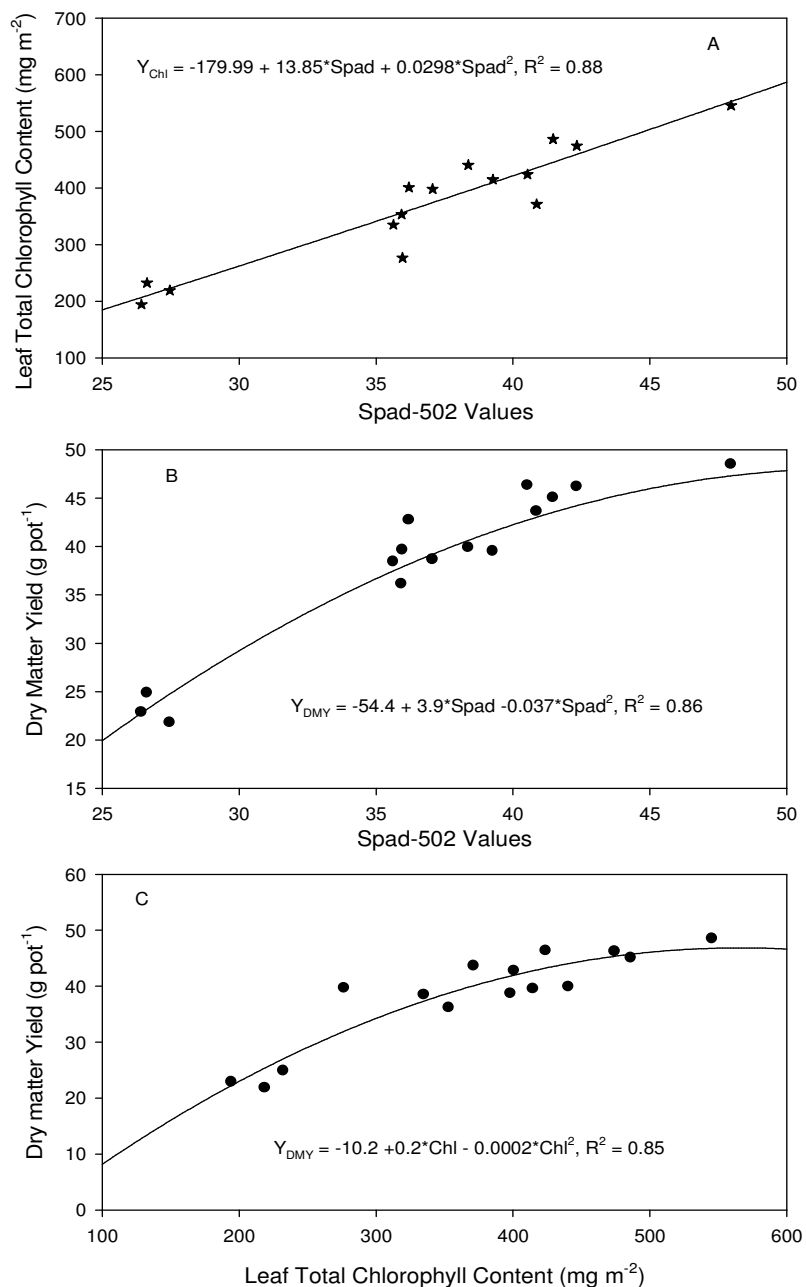 A
Y_Chl = -179.99 + 13.85*Spad + 0.0298*Spad², R² = 0.88
Leaf Total Chlorophyll Content (mg m⁻²)
700
600
500
400
300
200
100
25 30 35 40 45 50
Spad-502 Values
B
Y_DMY = -54.4 + 3.9*Spad -0.037*Spad², R² = 0.86
Dry Matter Yield (g pot⁻¹)
50
45
40
35
30
25
20
15
25 30 35 40 45 50
Spad-502 Values
C
Y_DMY = -10.2 +0.2*Chl - 0.0002*Chl², R² = 0.85
Dry matter Yield (g pot⁻¹)
60
50
40
30
20
10
0
100 200 300 400 500 600
Leaf Total Chlorophyll Content (mg m⁻²)